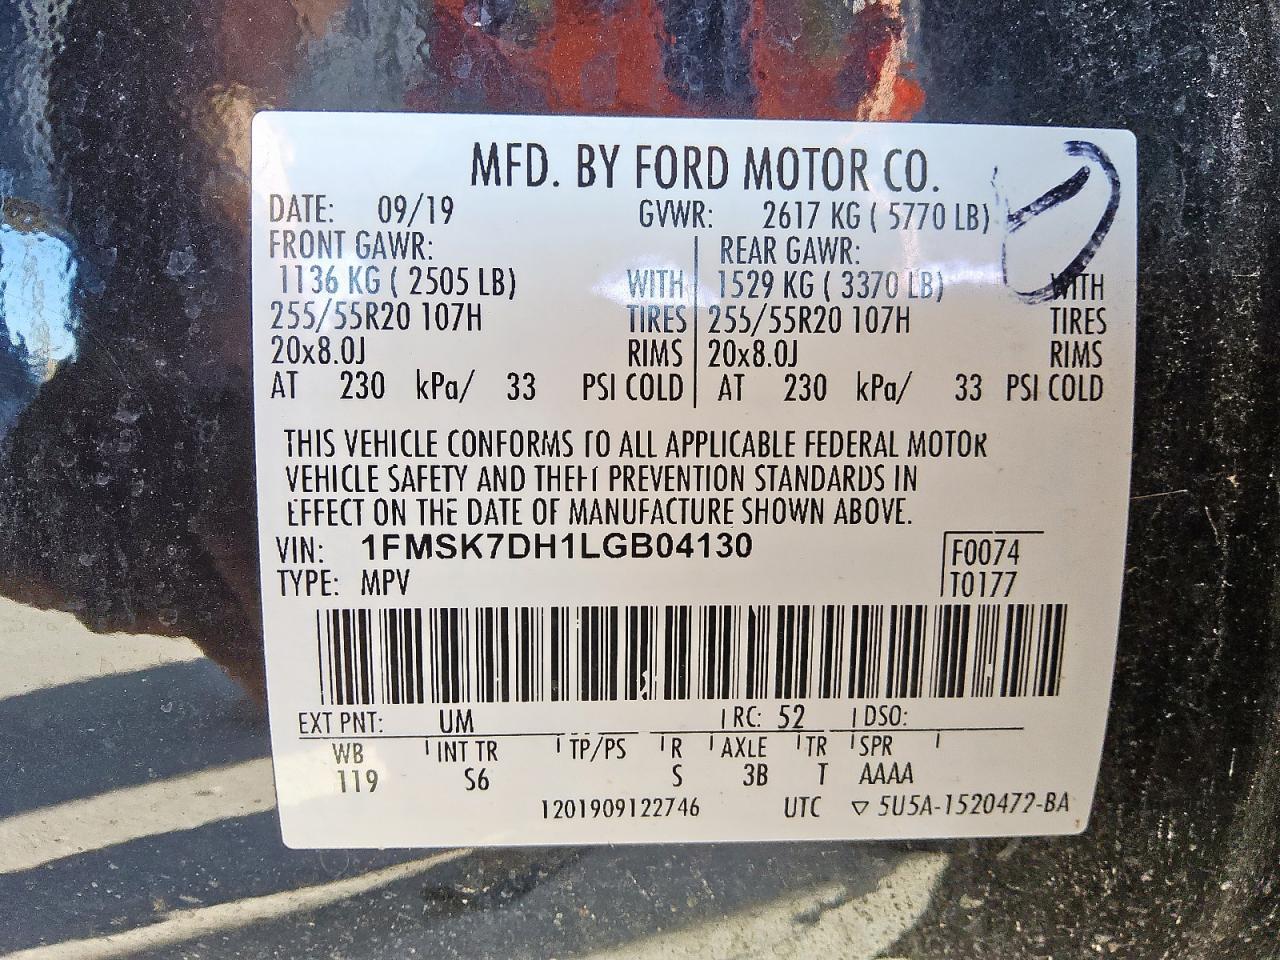 MFD. BY FORD MOTOR CO.
DATE: 09/19 GVWR: 2617 KG ( 5770 LB)
FRONT GAWR: REAR GAWR:
1136 KG ( 2505 LB) WITH 1529 KG ( 3370 LB) WITH
255/55R20 107H TIRES 255/55R20 107H TIRES
20x8.0J RIMS 20x8.0J RIMS
AT 230 kPa/ 33 PSI COLD AT 230 kPa/ 33 PSI COLD
THIS VEHICLE CONFORMS TO ALL APPLICABLE FEDERAL MOTOR
VEHICLE SAFETY AND THEFT PREVENTION STANDARDS IN
EFFECT ON THE DATE OF MANUFACTURE SHOWN ABOVE.
VIN: 1FMSK7DH1LGB04130 F0074
TYPE: MPV T0177
EXT PNT: UM RC: 52 DSO:
WB INT TR TP/PS R AXLE TR SPR
119 S6 S 3B T AAAA
1201909122746 UTC ▽ 5U5A-1520472-BA